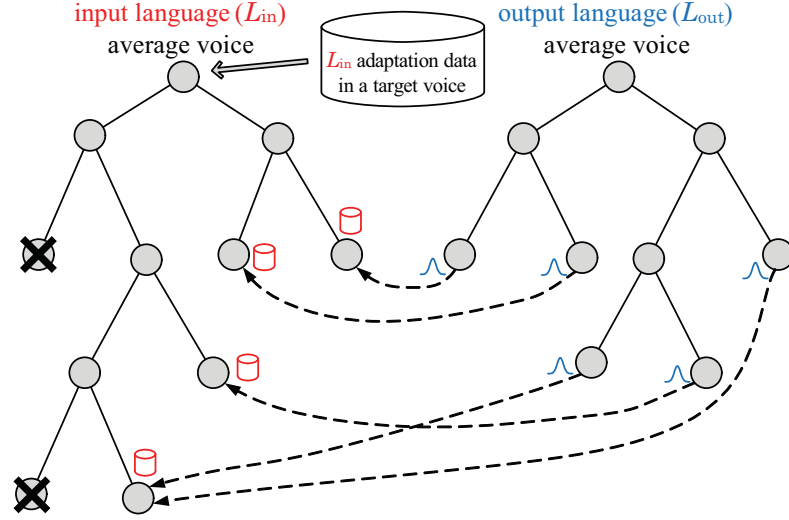 input language (Lin)
average voice
Lin adaptation data
in a target voice
output language (Lout)
average voice